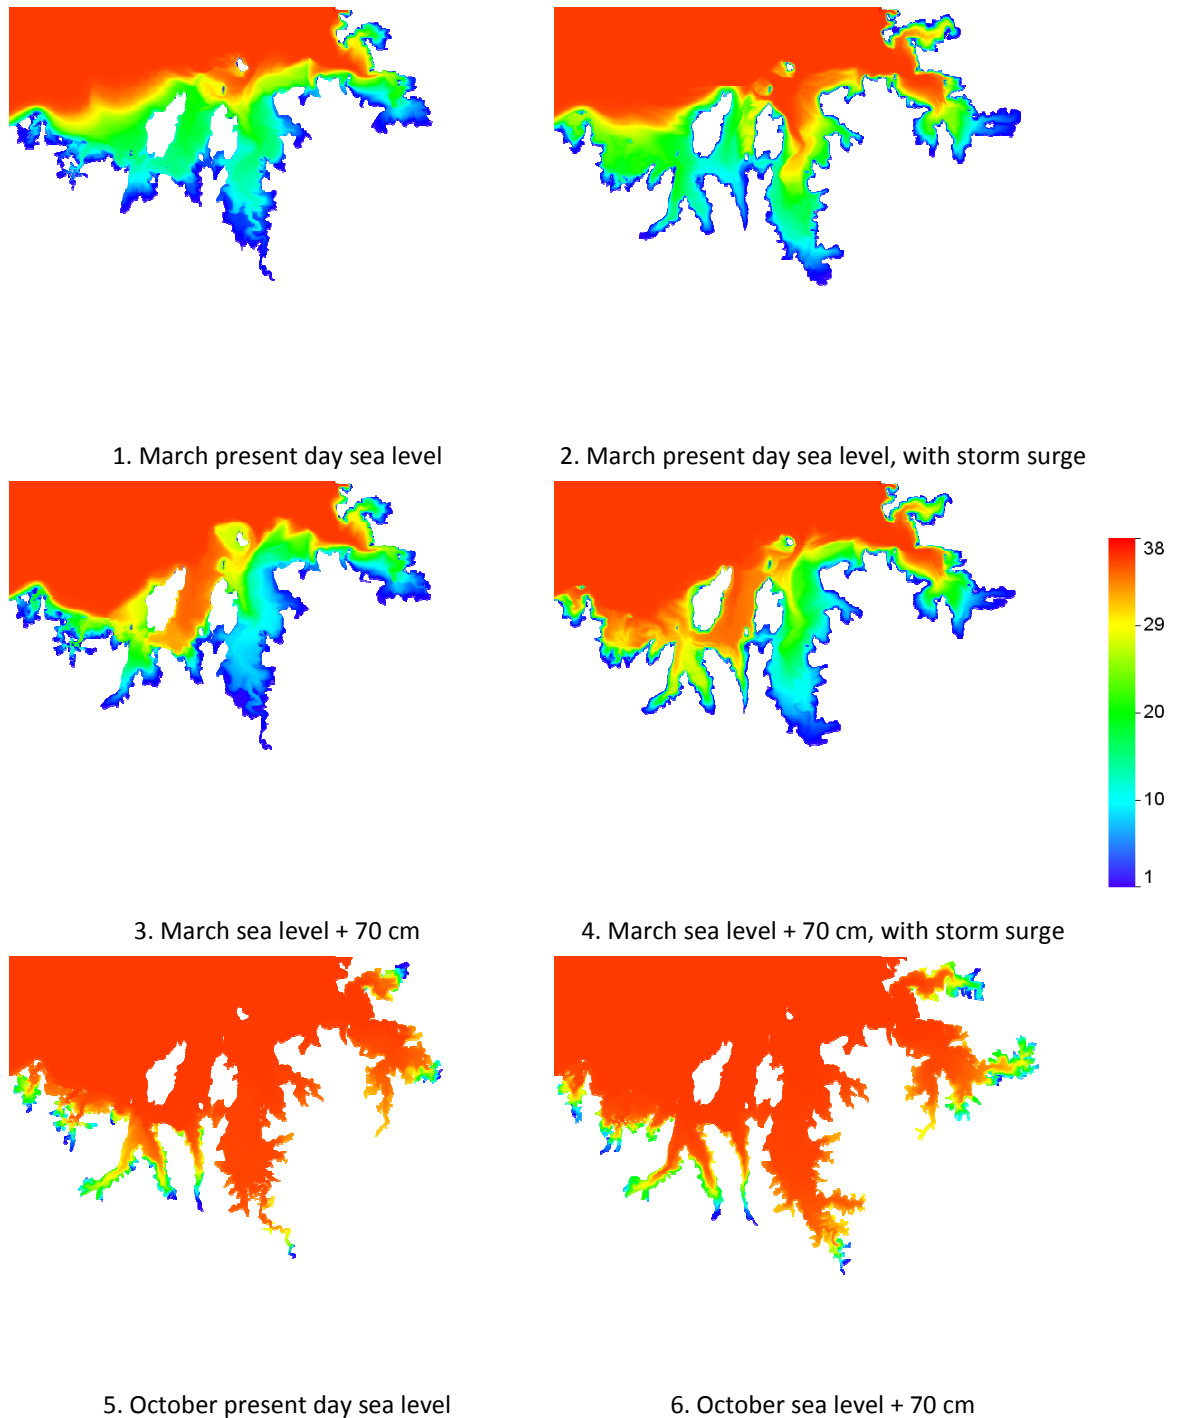 1. March present day sea level
2. March present day sea level, with storm surge
3. March sea level + 70 cm
4. March sea level + 70 cm, with storm surge
38
29
20
10
1
5. October present day sea level
6. October sea level + 70 cm